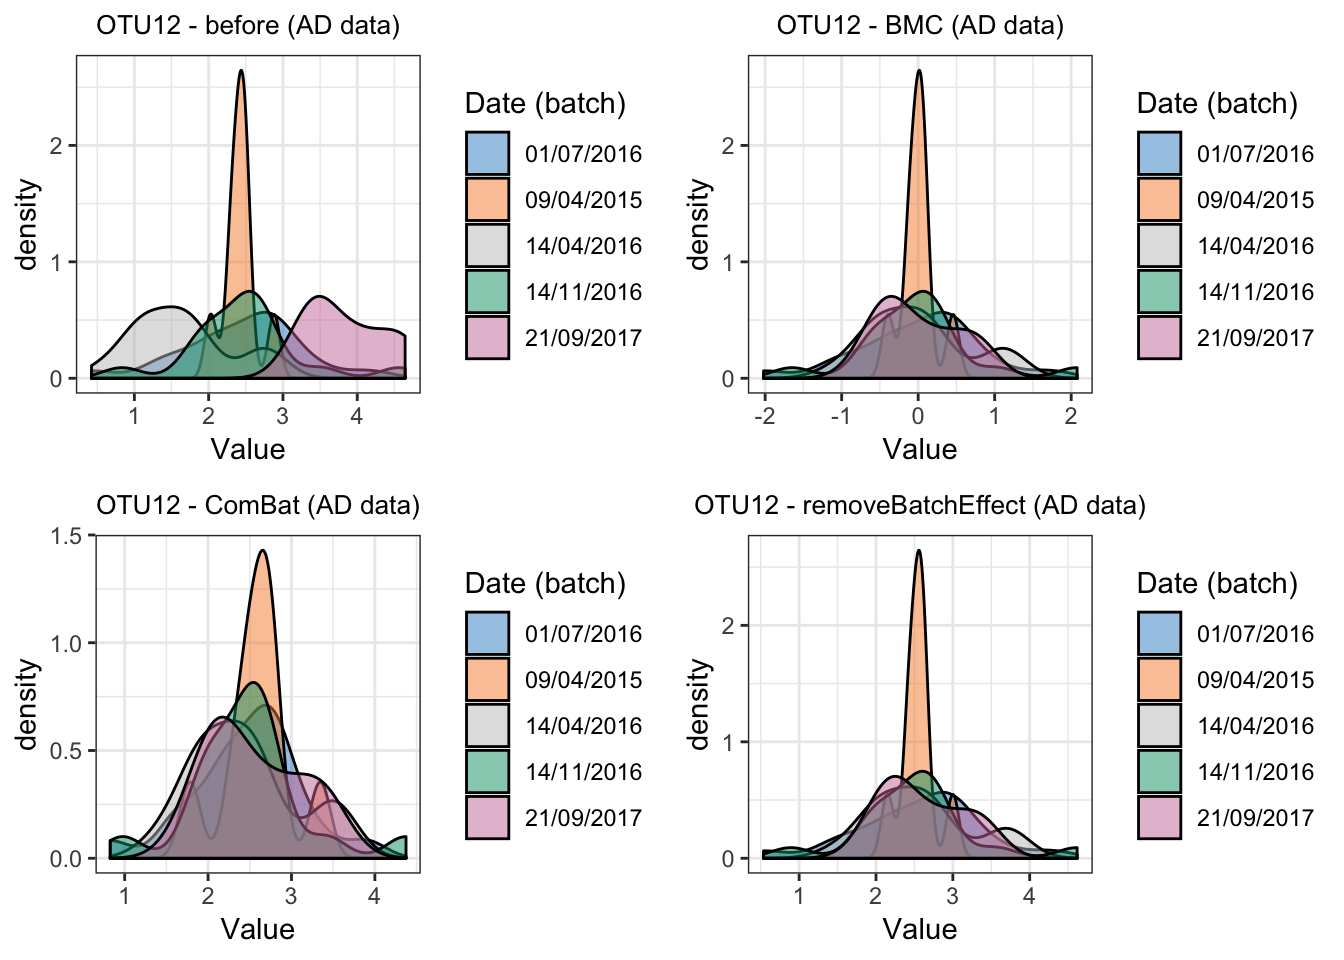 OTU12 - before (AD data)
density
2
1
0
1 2 3 4
Value
Date (batch)
01/07/2016
09/04/2015
14/04/2016
14/11/2016
21/09/2017
OTU12 - BMC (AD data)
density
2
1
0
-2 -1 0 1 2
Value
Date (batch)
01/07/2016
09/04/2015
14/04/2016
14/11/2016
21/09/2017
OTU12 - ComBat (AD data)
density
1.5
1.0
0.5
0.0
1 2 3 4
Value
Date (batch)
01/07/2016
09/04/2015
14/04/2016
14/11/2016
21/09/2017
OTU12 - removeBatchEffect (AD data)
density
2
1
0
1 2 3 4
Value
Date (batch)
01/07/2016
09/04/2015
14/04/2016
14/11/2016
21/09/2017